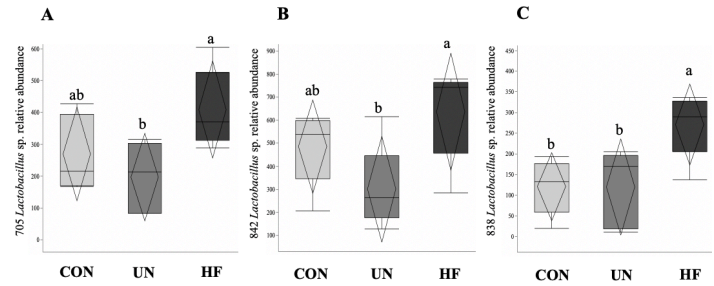 A
705 Lactobacillus sp. relative abundance
600
500
400
300
200
100
0
ab
b
a
CON UN HF
B
842 Lactobacillus sp. relative abundance
900
800
700
600
500
400
300
200
100
0
ab
b
a
CON UN HF
C
838 Lactobacillus sp. relative abundance
450
400
350
300
250
200
150
100
50
0
b
b
a
CON UN HF